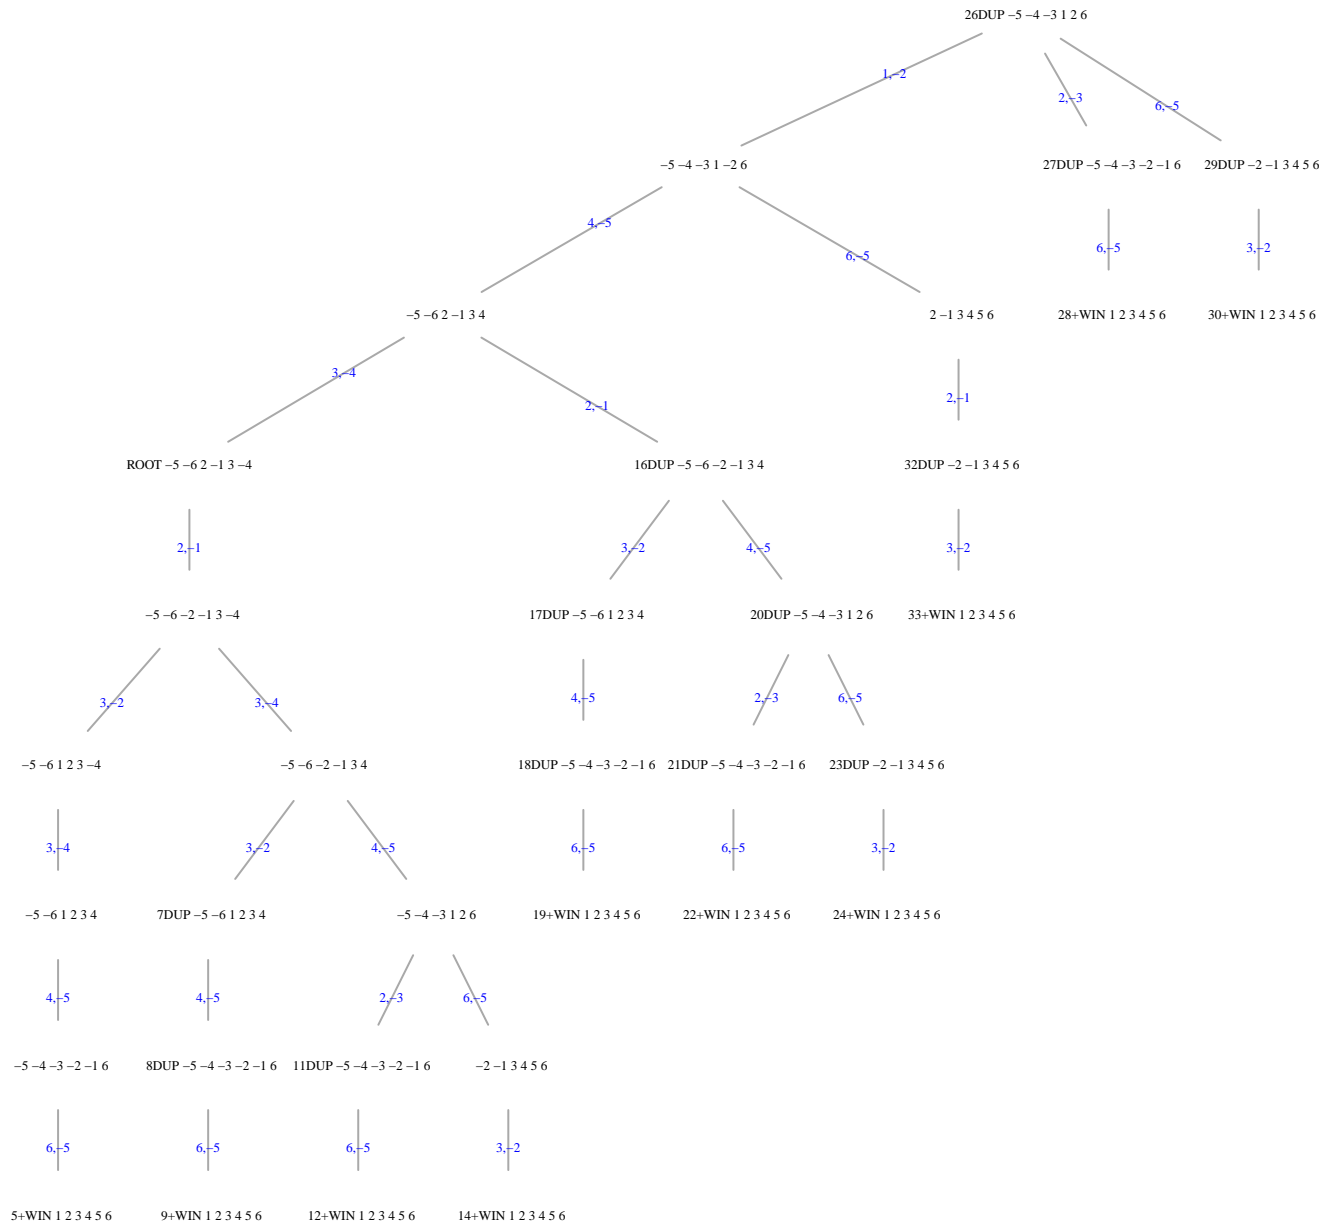 26DUP −5 −4 −3 1 2 6
1,−2
2,−3
6,−5
−5 −4 −3 1 −2 6
27DUP −5 −4 −3 −2 −1 6
29DUP −2 −1 3 4 5 6
4,−5
6,−5
6,−5
3,−2
−5 −6 2 −1 3 4
2 −1 3 4 5 6
28+WIN 1 2 3 4 5 6
30+WIN 1 2 3 4 5 6
3,−4
2,−1
2,−1
ROOT −5 −6 2 −1 3 −4
16DUP −5 −6 −2 −1 3 4
32DUP −2 −1 3 4 5 6
2,−1
3,−2
4,−5
3,−2
−5 −6 −2 −1 3 −4
17DUP −5 −6 1 2 3 4
20DUP −5 −4 −3 1 2 6
33+WIN 1 2 3 4 5 6
3,−2
3,−4
4,−5
2,−3
6,−5
−5 −6 1 2 3 −4
−5 −6 −2 −1 3 4
18DUP −5 −4 −3 −2 −1 6
21DUP −5 −4 −3 −2 −1 6
23DUP −2 −1 3 4 5 6
3,−4
3,−2
4,−5
6,−5
6,−5
3,−2
−5 −6 1 2 3 4
7DUP −5 −6 1 2 3 4
−5 −4 −3 1 2 6
19+WIN 1 2 3 4 5 6
22+WIN 1 2 3 4 5 6
24+WIN 1 2 3 4 5 6
4,−5
4,−5
2,−3
6,−5
−5 −4 −3 −2 −1 6
8DUP −5 −4 −3 −2 −1 6
11DUP −5 −4 −3 −2 −1 6
−2 −1 3 4 5 6
6,−5
6,−5
6,−5
3,−2
5+WIN 1 2 3 4 5 6
9+WIN 1 2 3 4 5 6
12+WIN 1 2 3 4 5 6
14+WIN 1 2 3 4 5 6